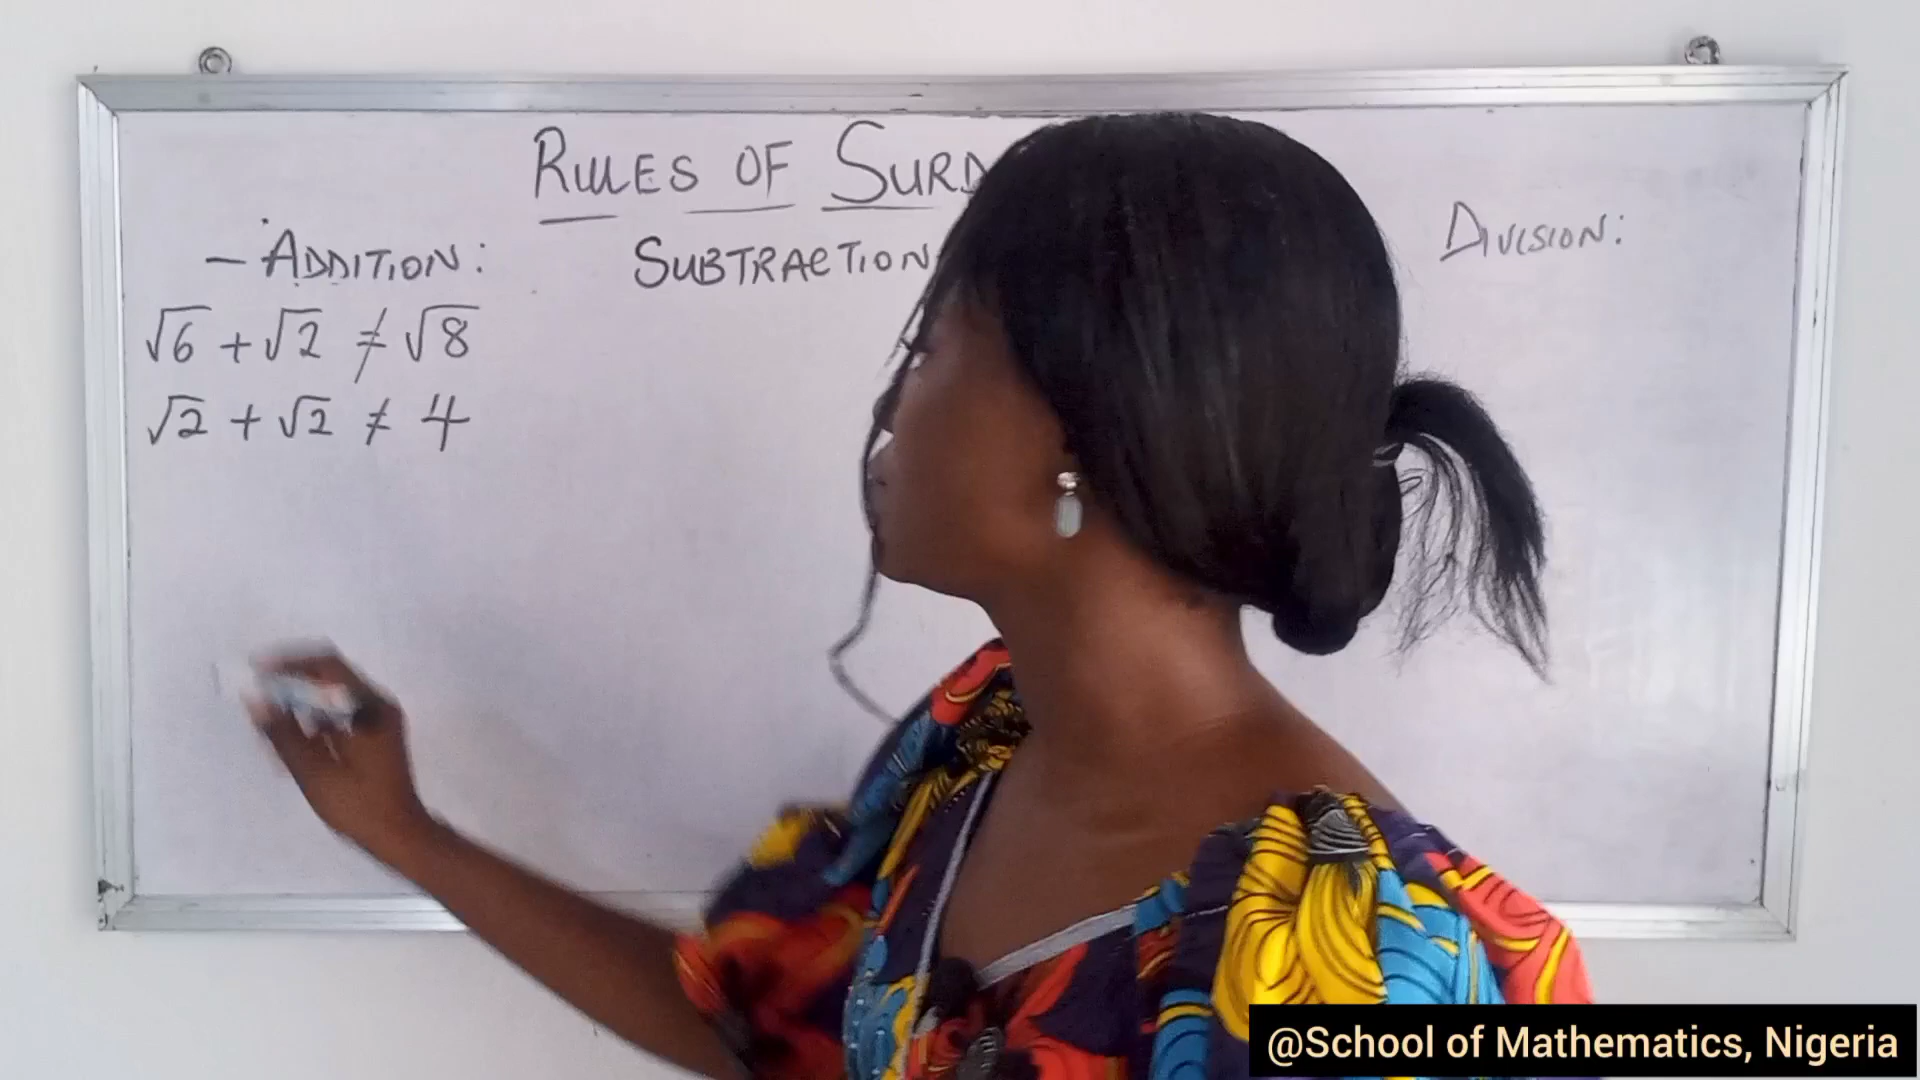 RULES OF SURD
- ADDITION:
SUBTRACTION
DIVISION:
√6 + √2 ≠ √8
√2 + √2 ≠ 4
@School of Mathematics, Nigeria